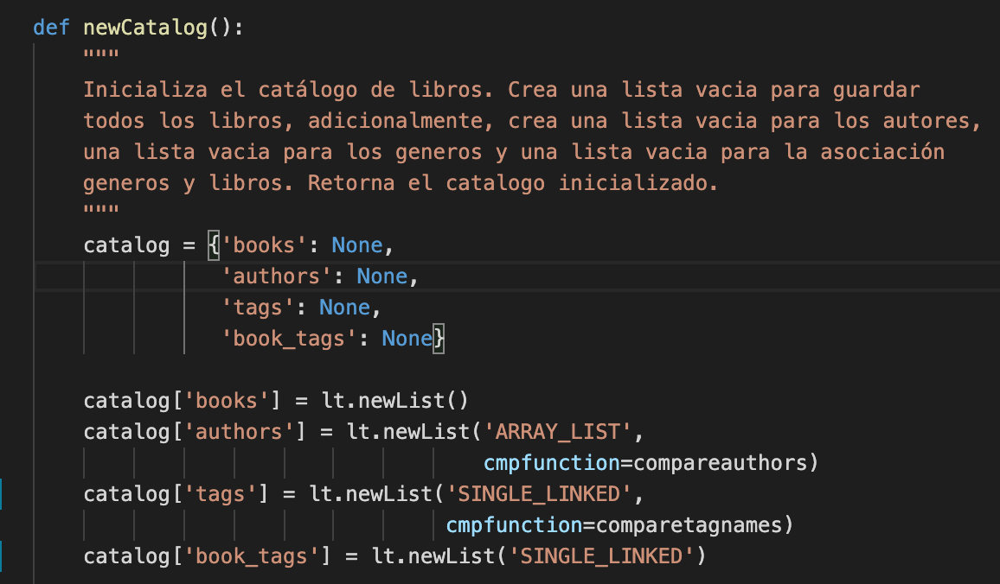 def newCatalog():
"""
Inicializa el catálogo de libros. Crea una lista vacia para guardar
todos los libros, adicionalmente, crea una lista vacia para los autores,
una lista vacia para los generos y una lista vacia para la asociación
generos y libros. Retorna el catalogo inicializado.
"""
catalog = {'books': None,
'authors': None,
'tags': None,
'book_tags': None}
catalog['books'] = lt.newList()
catalog['authors'] = lt.newList('ARRAY_LIST',
cmpfunction=compareauthors)
catalog['tags'] = lt.newList('SINGLE_LINKED',
cmpfunction=comparetagnames)
catalog['book_tags'] = lt.newList('SINGLE_LINKED')